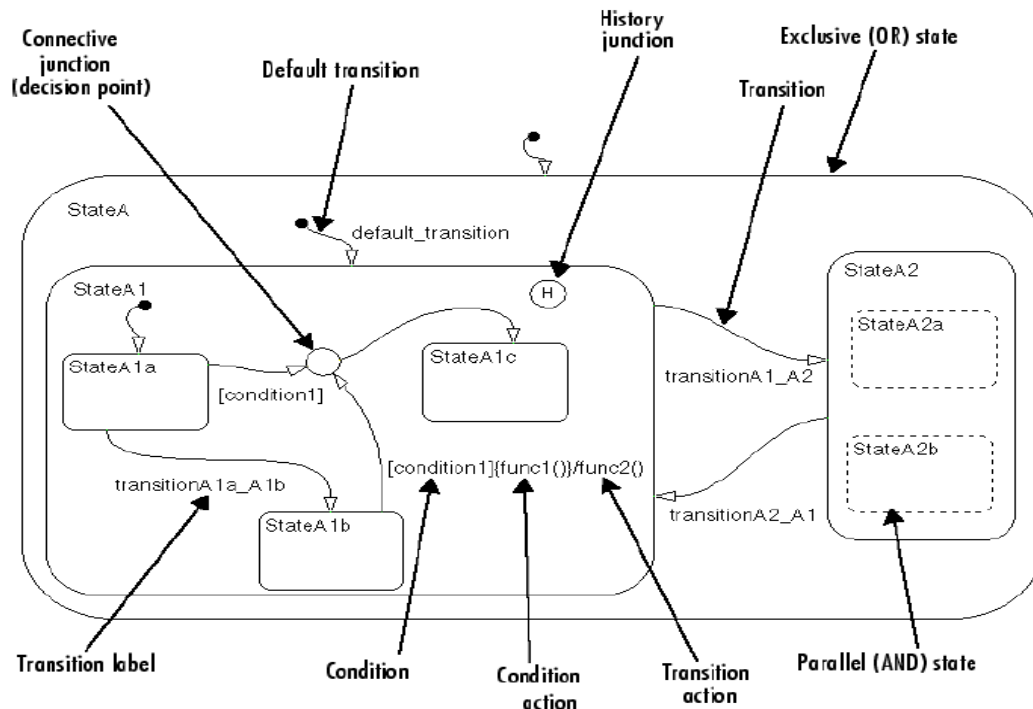 Connective
junction
(decision point)
Default transition
History
junction
Exclusive (OR) state
Transition
StateA
default_transition
StateA1
H
StateA2
StateA2a
StateA1a
StateA1c
[condition1]
transitionA1_A2
StateA2b
[condition1]{func1()}/func2()
transitionA1a_A1b
StateA1b
transitionA2_A1
Transition label
Condition
Condition
action
Transition
action
Parallel (AND) state